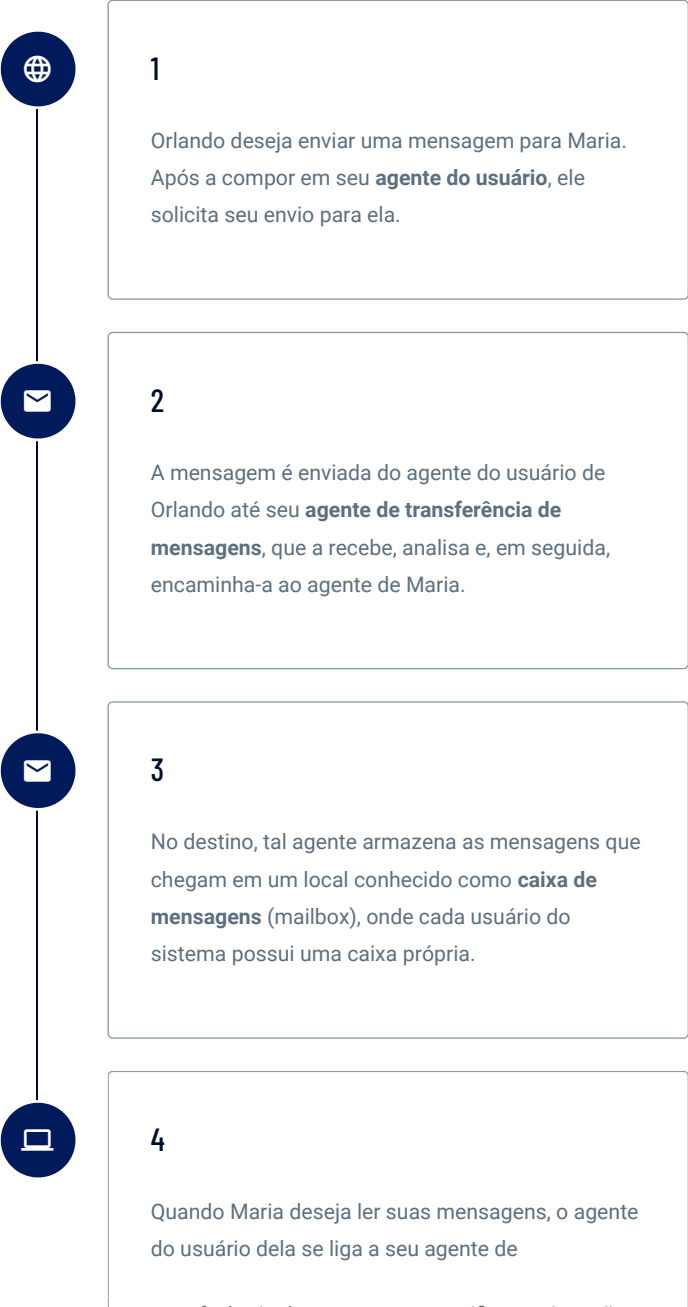 1
Orlando deseja enviar uma mensagem para Maria.
Após a compor em seu agente do usuário, ele
solicita seu envio para ela.
2
A mensagem é enviada do agente do usuário de
Orlando até seu agente de transferência de
mensagens, que a recebe, analisa e, em seguida,
encaminha-a ao agente de Maria.
3
No destino, tal agente armazena as mensagens que
chegam em um local conhecido como caixa de
mensagens (mailbox), onde cada usuário do
sistema possui uma caixa própria.
4
Quando Maria deseja ler suas mensagens, o agente
do usuário dela se liga a seu agente de